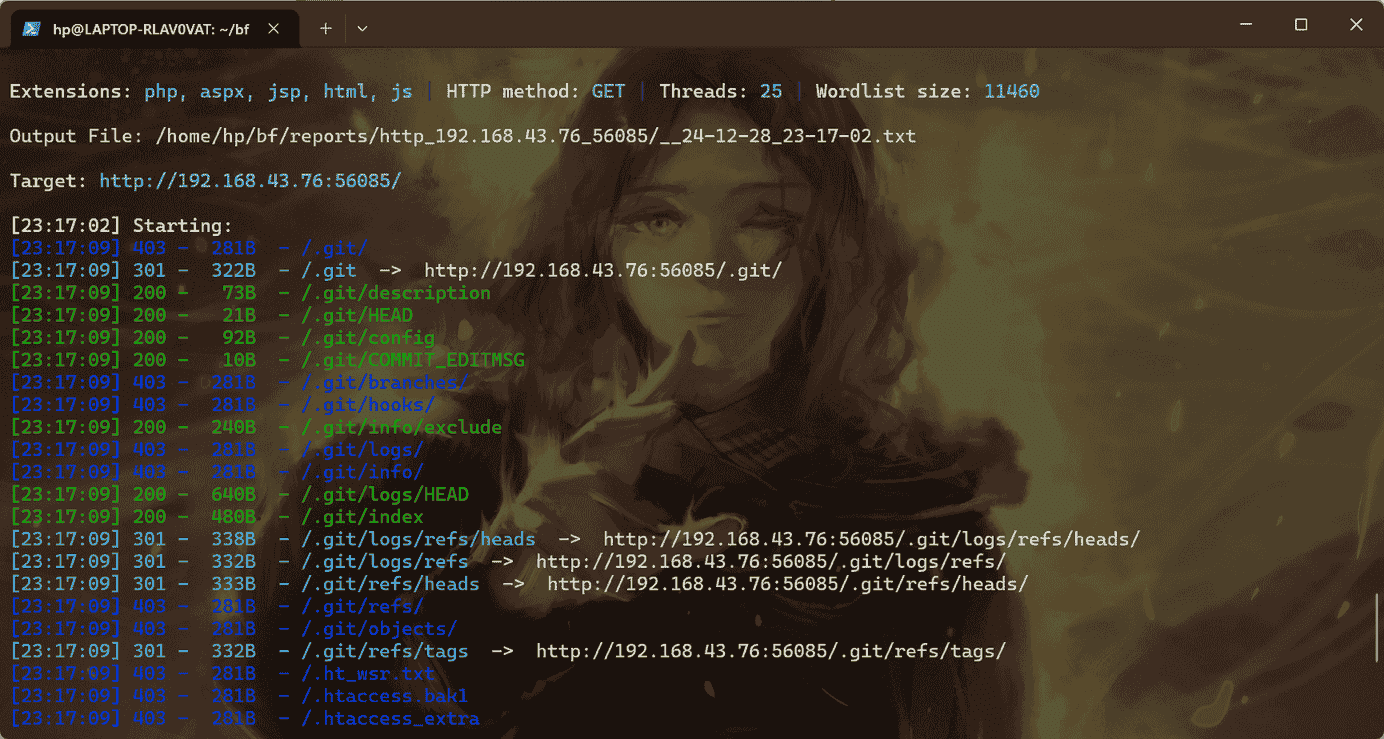 hp@LAPTOP-RLAV0VAT: ~/bf
Extensions: php, aspx, jsp, html, js | HTTP method: GET | Threads: 25 | Wordlist size: 11460
Output File: /home/hp/bf/reports/http_192.168.43.76_56085/__24-12-28_23-17-02.txt
Target: http://192.168.43.76:56085/
[23:17:02] Starting:
[23:17:09] 403 - 281B - /.git/
[23:17:09] 301 - 322B - /.git -> http://192.168.43.76:56085/.git/
[23:17:09] 200 - 73B - /.git/description
[23:17:09] 200 - 21B - /.git/HEAD
[23:17:09] 200 - 92B - /.git/config
[23:17:09] 200 - 10B - /.git/COMMIT_EDITMSG
[23:17:09] 403 - 281B - /.git/branches/
[23:17:09] 403 - 281B - /.git/hooks/
[23:17:09] 200 - 240B - /.git/info/exclude
[23:17:09] 403 - 281B - /.git/logs/
[23:17:09] 403 - 281B - /.git/info/
[23:17:09] 200 - 640B - /.git/logs/HEAD
[23:17:09] 200 - 480B - /.git/index
[23:17:09] 301 - 338B - /.git/logs/refs/heads -> http://192.168.43.76:56085/.git/logs/refs/heads/
[23:17:09] 301 - 332B - /.git/logs/refs -> http://192.168.43.76:56085/.git/logs/refs/
[23:17:09] 301 - 333B - /.git/refs/heads -> http://192.168.43.76:56085/.git/refs/heads/
[23:17:09] 403 - 281B - /.git/refs/
[23:17:09] 403 - 281B - /.git/objects/
[23:17:09] 301 - 332B - /.git/refs/tags -> http://192.168.43.76:56085/.git/refs/tags/
[23:17:09] 403 - 281B - /.ht_wsr.txt
[23:17:09] 403 - 281B - /.htaccess.bak1
[23:17:09] 403 - 281B - /.htaccess_extra